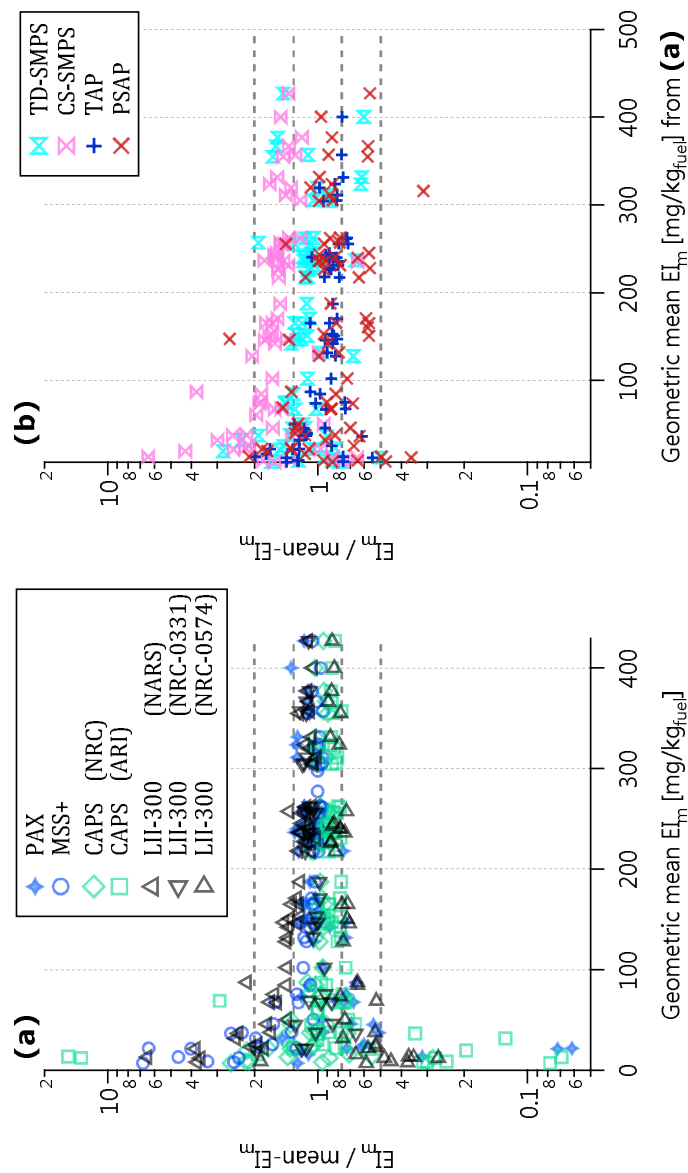 (a)
PAX
MSS+
CAPS (NRC)
CAPS (ARI)
LII-300 (NARS)
LII-300 (NRC-0331)
LII-300 (NRC-0574)
2
10
8
6
4
2
1
8
6
4
2
0.1
8
6
EIm / mean-EIm
0 100 200 300 400
Geometric mean EIm [mg/kgfuel]
(b)
TD-SMPS
CS-SMPS
TAP
PSAP
2
10
8
6
4
2
1
8
6
4
2
0.1
8
6
EIm / mean-EIm
100 200 300 400 500
Geometric mean EIm [mg/kgfuel] from (a)